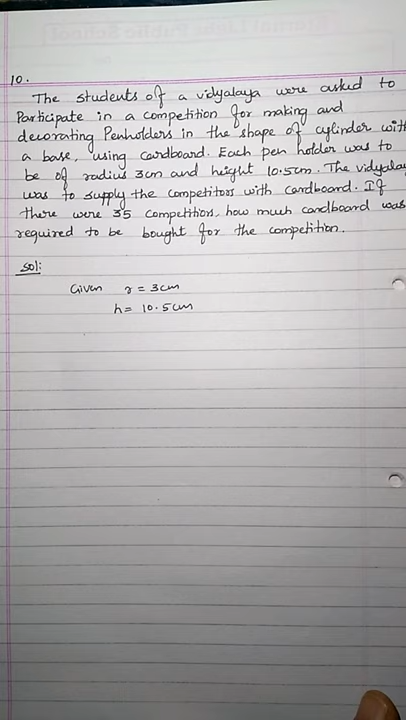 10.
The students of a vidyalaya were asked to
Participate in a competition for making and
decorating Penholders in the shape of cylinder with
a base, using cardboard. Each pen holder was to
be of radius 3cm and height 10.5cm. The vidyalay
was to supply the competitors with cardboard. If
there were 35 competitors, how much cardboard was
required to be bought for the competition.
Sol:
Given r = 3cm
h = 10.5cm